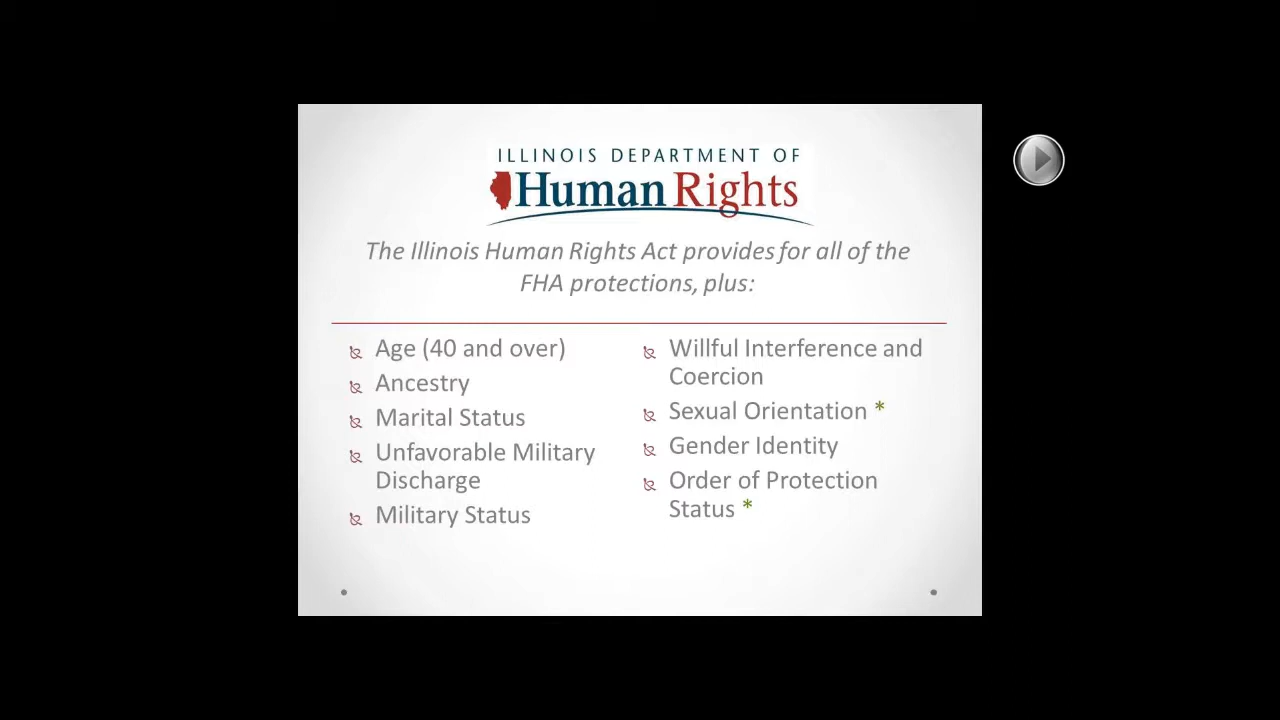 ILLINOIS DEPARTMENT OF
Human Rights
The Illinois Human Rights Act provides for all of the
FHA protections, plus:
Age (40 and over)
Ancestry
Marital Status
Unfavorable Military
Discharge
Military Status
Willful Interference and
Coercion
Sexual Orientation *
Gender Identity
Order of Protection
Status *